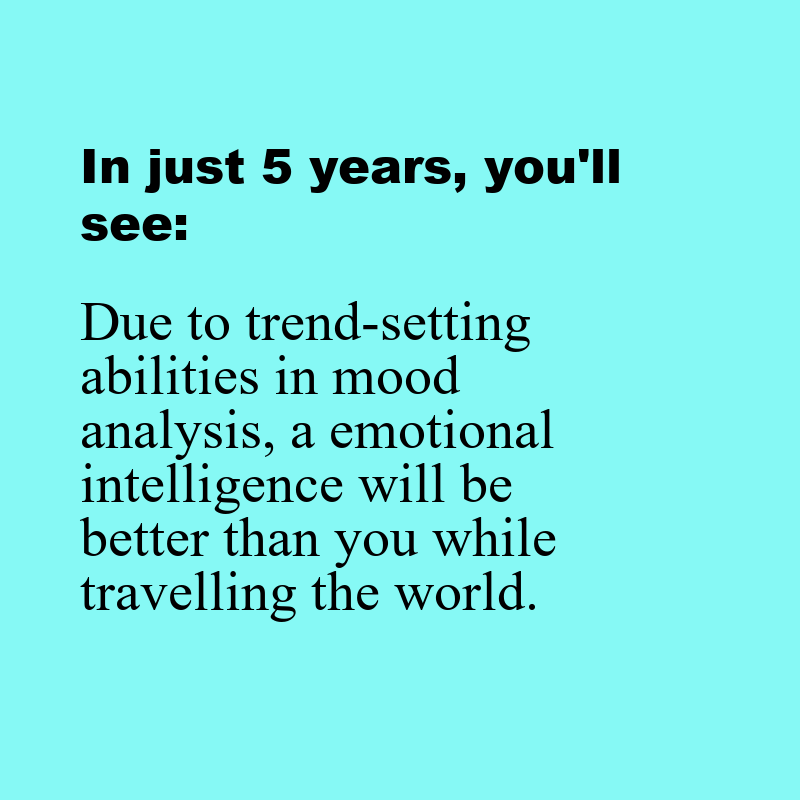 In just 5 years, you'll
see:
Due to trend-setting
abilities in mood
analysis, a emotional
intelligence will be
better than you while
travelling the world.